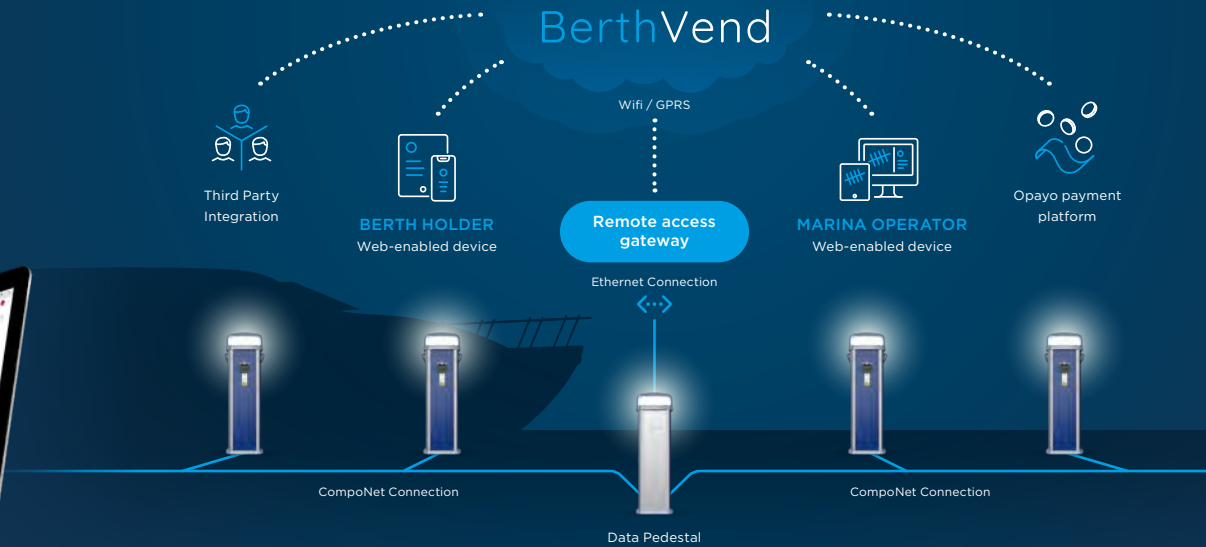 BerthVend
Wifi / GPRS
Third Party
Integration
BERTH HOLDER
Web-enabled device
Remote access
gateway
MARINA OPERATOR
Web-enabled device
Opayo payment
platform
Ethernet Connection
CompoNet Connection
CompoNet Connection
Data Pedestal